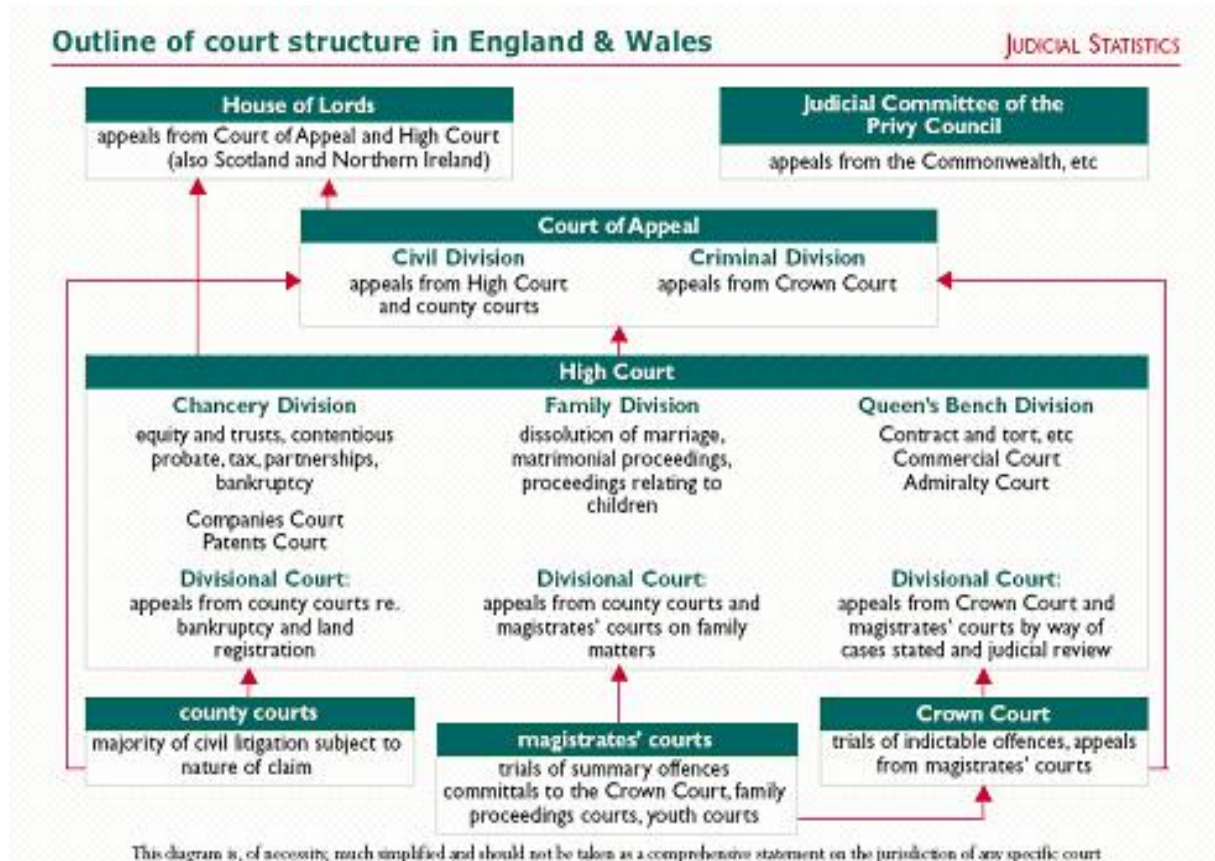 Outline of court structure in England & Wales
JUDICIAL STATISTICS
House of Lords
appeals from Court of Appeal and High Court
(also Scotland and Northern Ireland)
Judicial Committee of the
Privy Council
appeals from the Commonwealth, etc
Court of Appeal
Civil Division
appeals from High Court
and county courts
Criminal Division
appeals from Crown Court
High Court
Chancery Division
equity and trusts, contentious
probate, tax, partnerships,
bankruptcy
Companies Court
Patents Court
Divisional Court:
appeals from county courts re.
bankruptcy and land
registration
Family Division
dissolution of marriage,
matrimonial proceedings,
proceedings relating to
children
Divisional Court:
appeals from county courts and
magistrates' courts on family
matters
Queen's Bench Division
Contract and tort, etc
Commercial Court
Admiralty Court
Divisional Court:
appeals from Crown Court and
magistrates' courts by way of
cases stated and judicial review
county courts
majority of civil litigation subject to
nature of claim
magistrates' courts
trials of summary offences
committals to the Crown Court, family
proceedings courts, youth courts
Crown Court
trials of indictable offences, appeals
from magistrates' courts
This diagram is, of necessity, much simplified and should not be taken as a comprehensive statement on the jurisdiction of any specific court